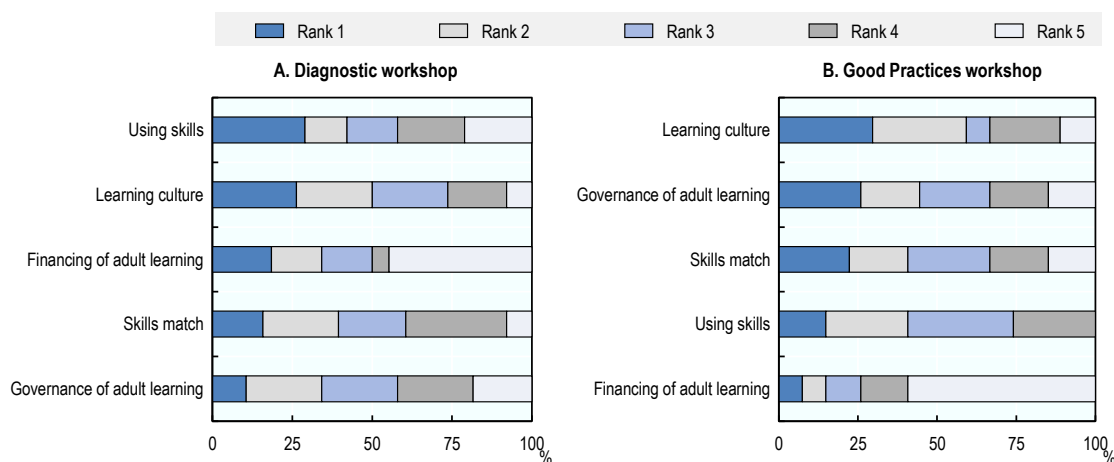 Rank 1 Rank 2 Rank 3 Rank 4 Rank 5
A. Diagnostic workshop
Using skills
Learning culture
Financing of adult learning
Skills match
Governance of adult learning
0 25 50 75 100
%
B. Good Practices workshop
Learning culture
Governance of adult learning
Skills match
Using skills
Financing of adult learning
0 25 50 75 100
%